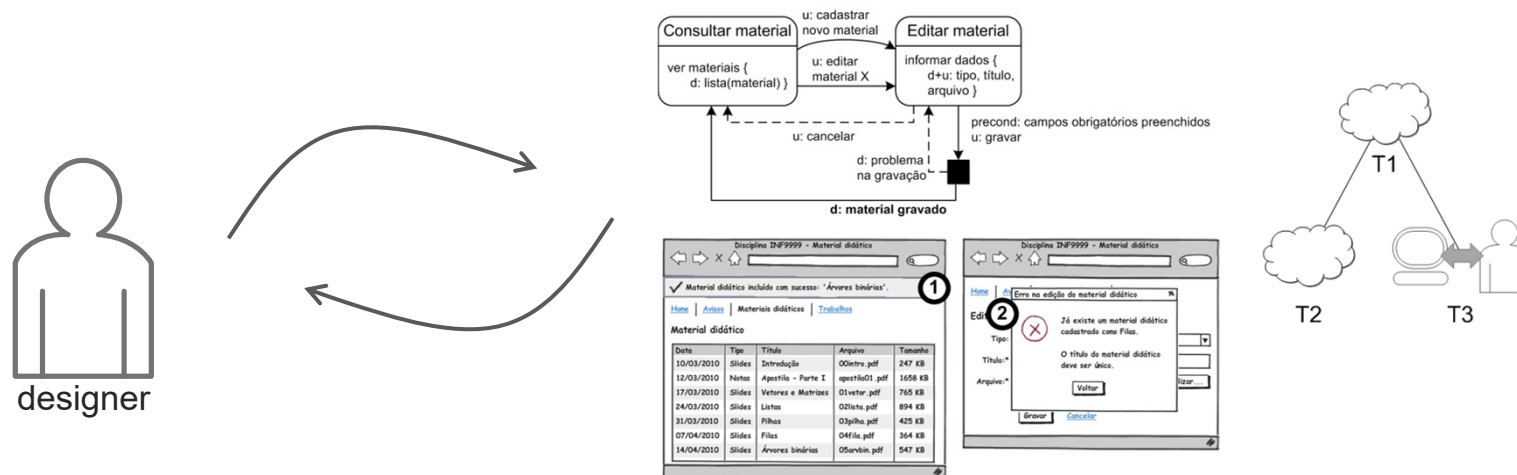 designer
Consultar material
ver materiais {
d: lista(material) }
u: cadastrar
novo material
u: editar
material X
Editar material
informar dados {
d+u: tipo, título,
arquivo }
u: cancelar
precond: campos obrigatórios preenchidos
u: gravar
d: problema
na gravação
d: material gravado
Disciplina INF9999 - Material didático
X
Material didático incluído com sucesso: 'Árvores binárias'.
1
Home Avisos Materiais didáticos Trabalhos
Material didático
Data Tipo Título Arquivo Tamanho
10/03/2010 Slides Introdução 00intro.pdf 247 KB
12/03/2010 Notas Apostila - Parte I apostila01.pdf 1658 KB
17/03/2010 Slides Vetores e Matrizes 01vetor.pdf 765 KB
24/03/2010 Slides Listas 02lista.pdf 894 KB
31/03/2010 Slides Pilhas 03pilha.pdf 425 KB
07/04/2010 Slides Filas 04fila.pdf 364 KB
14/04/2010 Slides Árvores binárias 05arvbin.pdf 547 KB
Disciplina INF9999 - Material didático
X
Home Av
Erro na edição do material didático
2
Edi
Já existe um material didático
cadastrado como Filas.
O título do material didático
deve ser único.
Voltar
Tipo:
Título:*
Arquivo:*
lizar...
Gravar Cancelar
T1
T2
T3